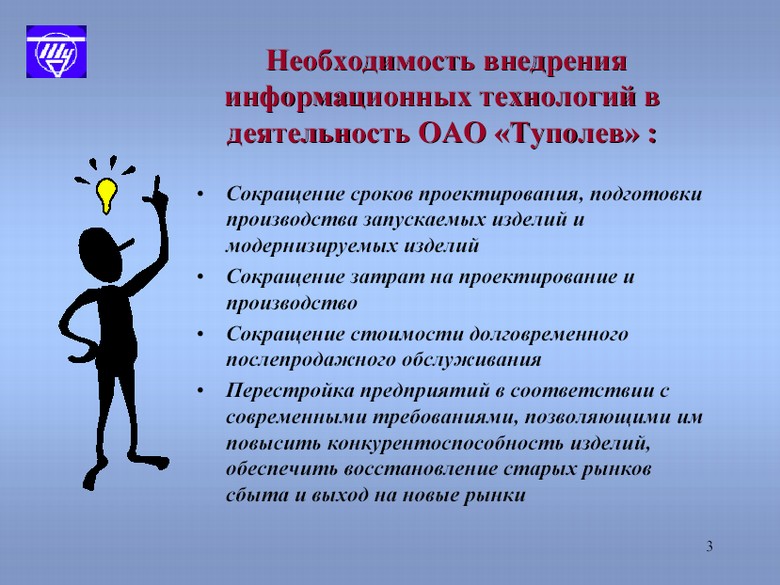 Ту
Необходимость внедрения
информационных технологий в
деятельность ОАО «Туполев» :
• Сокращение сроков проектирования, подготовки
производства запускаемых изделий и
модернизируемых изделий
• Сокращение затрат на проектирование и
производство
• Сокращение стоимости долговременного
послепродажного обслуживания
• Перестройка предприятий в соответствии с
современными требованиями, позволяющими им
повысить конкурентоспособность изделий,
обеспечить восстановление старых рынков
сбыта и выход на новые рынки
3